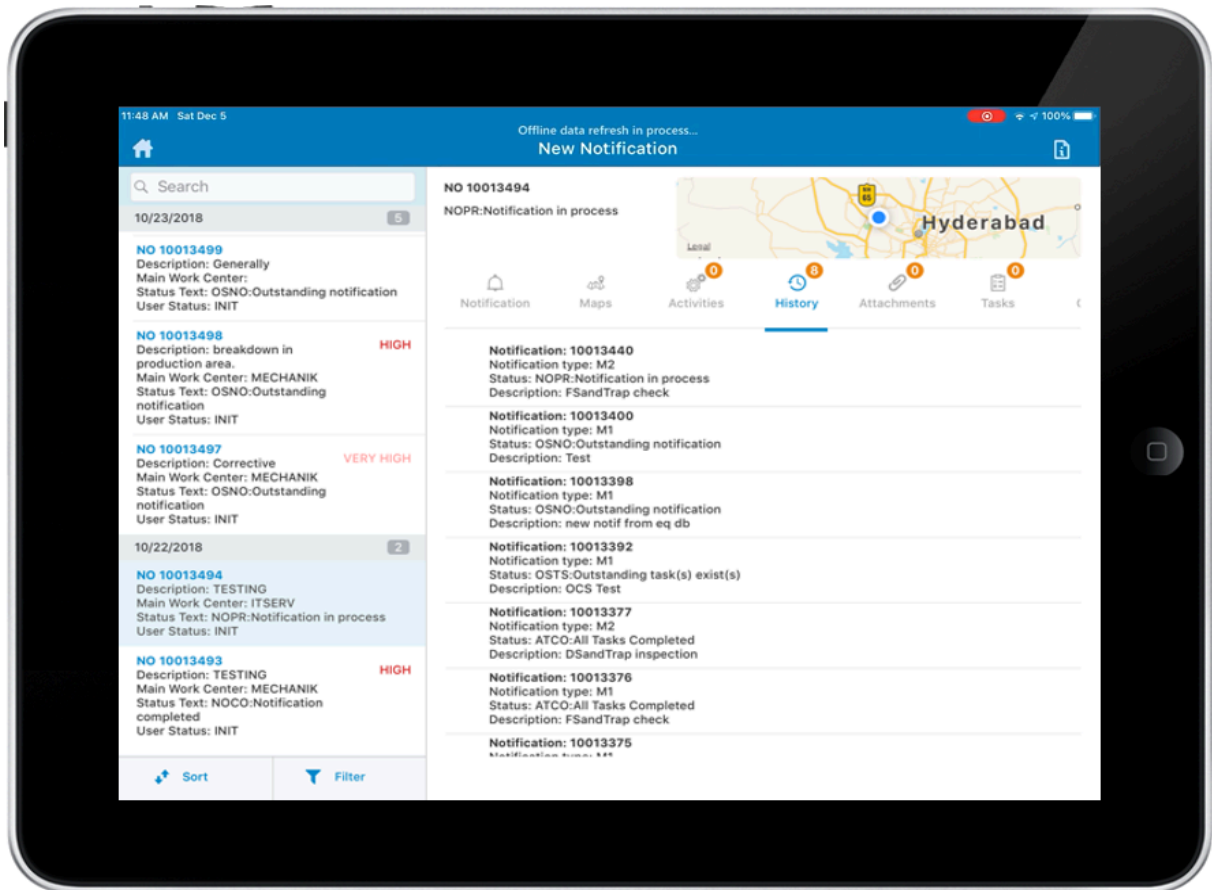 11:48 AM Sat Dec 5
100%
Offline data refresh in process...
New Notification
Search
10/23/2018
5
NO 10013499
Description: Generally
Main Work Center:
Status Text: OSNO:Outstanding notification
User Status: INIT
NO 10013498
HIGH
Description: breakdown in
production area.
Main Work Center: MECHANIK
Status Text: OSNO:Outstanding
notification
User Status: INIT
NO 10013497
VERY HIGH
Description: Corrective
Main Work Center: MECHANIK
Status Text: OSNO:Outstanding
notification
User Status: INIT
10/22/2018
2
NO 10013494
Description: TESTING
Main Work Center: ITSERV
Status Text: NOPR:Notification in process
User Status: INIT
NO 10013493
HIGH
Description: TESTING
Main Work Center: MECHANIK
Status Text: NOCO:Notification
completed
User Status: INIT
Sort
Filter
NO 10013494
NOPR:Notification in process
SH
65
Hyderabad
Legal
0
8
0
0
Notification
Maps
Activities
History
Attachments
Tasks
Notification: 10013440
Notification type: M2
Status: NOPR:Notification in process
Description: FSandTrap check
Notification: 10013400
Notification type: M1
Status: OSNO:Outstanding notification
Description: Test
Notification: 10013398
Notification type: M1
Status: OSNO:Outstanding notification
Description: new notif from eq db
Notification: 10013392
Notification type: M1
Status: OSTS:Outstanding task(s) exist(s)
Description: OCS Test
Notification: 10013377
Notification type: M2
Status: ATCO:All Tasks Completed
Description: DSandTrap inspection
Notification: 10013376
Notification type: M1
Status: ATCO:All Tasks Completed
Description: FSandTrap check
Notification: 10013375
Notification type: M1